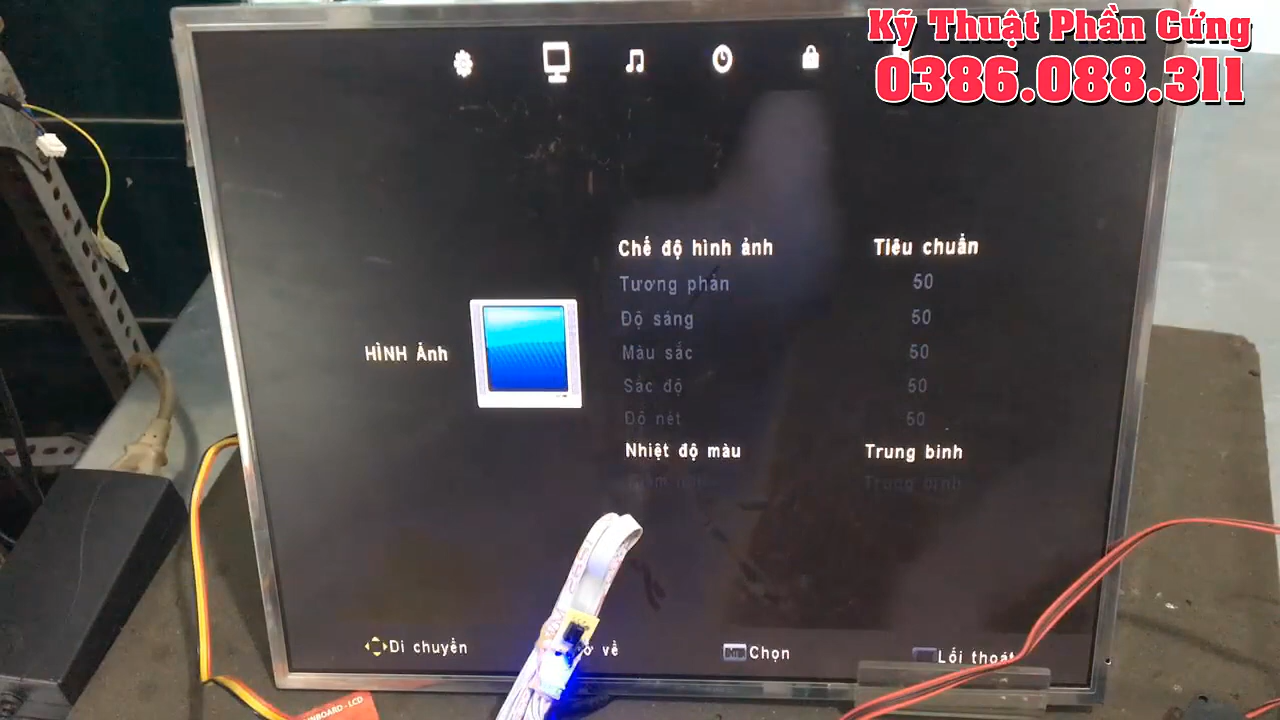 Kỹ Thuật Phần Cứng
0386.088.311
Chế độ hình ảnh Tiêu chuẩn
Tương phản 50
Độ sáng 50
Màu sắc 50
Sắc độ 50
Độ nét 50
HÌNH Ảnh
Nhiệt độ màu Trung bình
Trung bình
Di chuyển
về
Chọn
Lối thoát